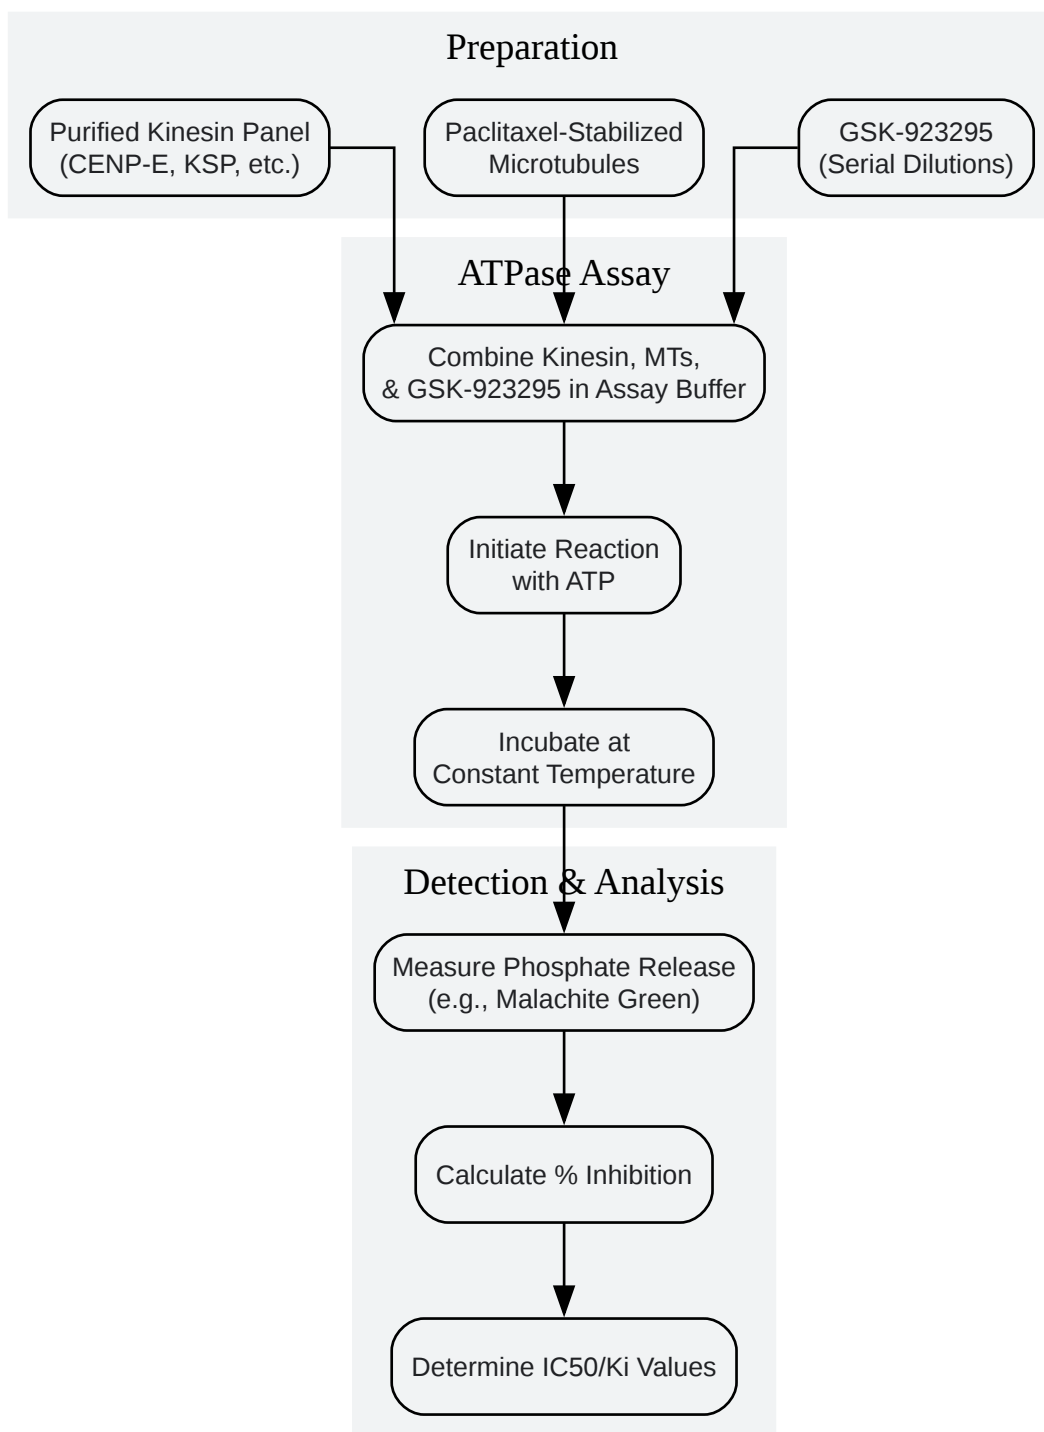 Preparation
Purified Kinesin Panel
(CENP-E, KSP, etc.)
Paclitaxel-Stabilized
Microtubules
GSK-923295
(Serial Dilutions)
ATPase Assay
Combine Kinesin, MTs,
& GSK-923295 in Assay Buffer
Initiate Reaction
with ATP
Incubate at
Constant Temperature
Detection & Analysis
Measure Phosphate Release
(e.g., Malachite Green)
Calculate % Inhibition
Determine IC50/Ki Values